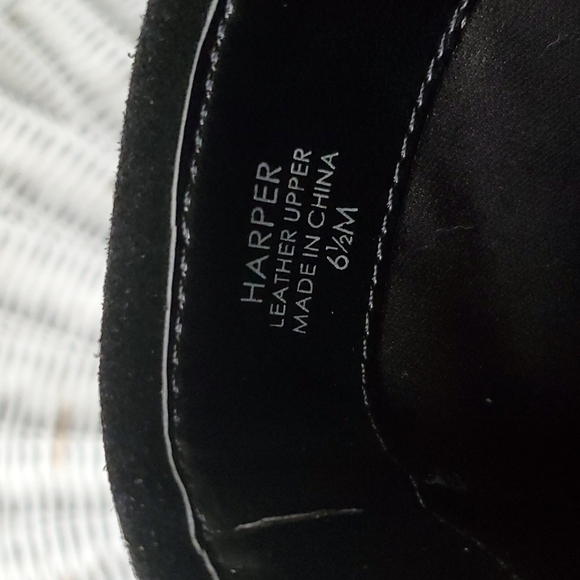 HARPER
LEATHER UPPER
MADE IN CHINA
6½M